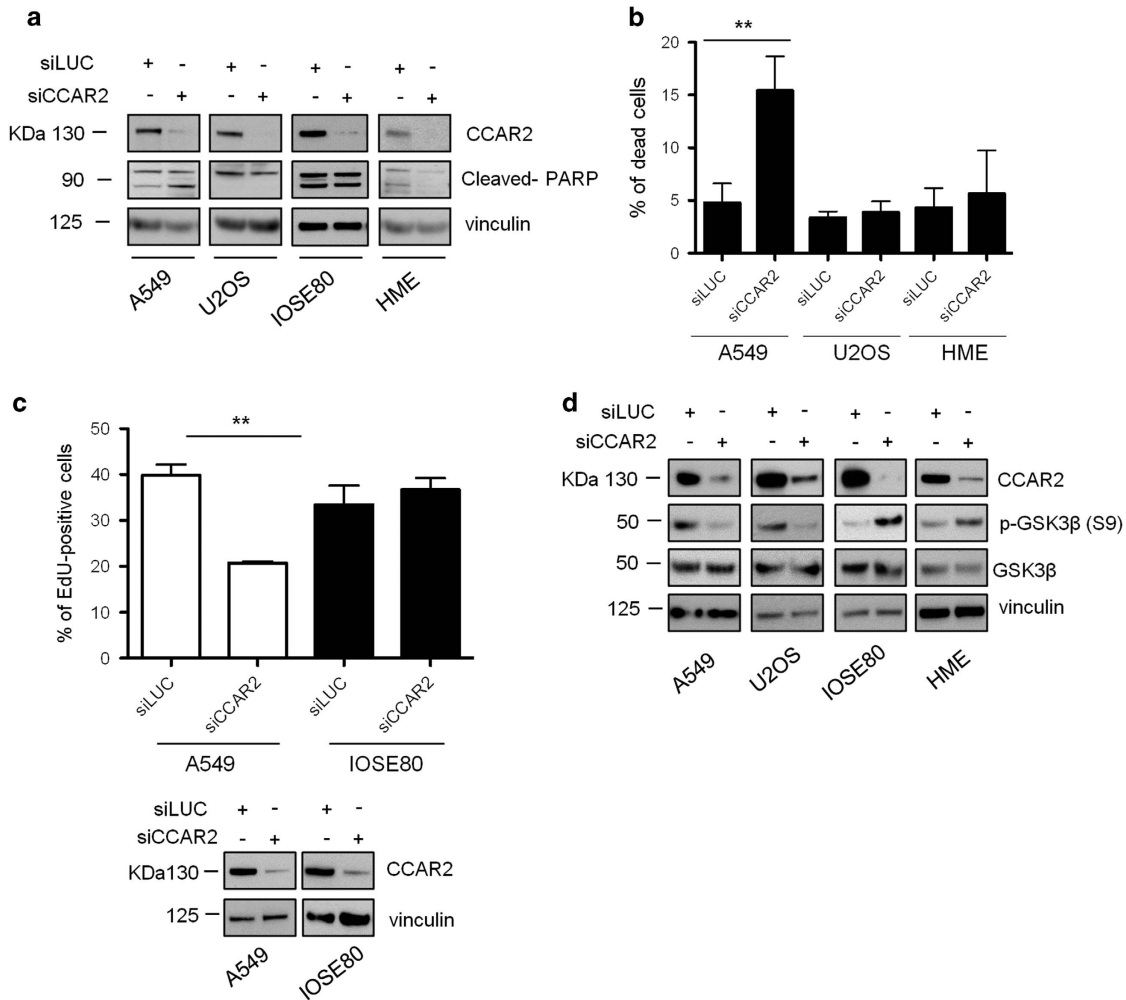 a
siLUC + - + - + - + -
siCCAR2 - + - + - + - +
KDa 130 CCAR2
90 Cleaved- PARP
125 vinculin
A549 U2OS IOSE80 HME
b
**
% of dead cells
20
15
10
5
0
siLUC siCCAR2 siLUC siCCAR2 siLUC siCCAR2
A549 U2OS HME
c
**
% of EdU-positive cells
50
40
30
20
10
0
siLUC siCCAR2 siLUC siCCAR2
A549 IOSE80
siLUC + - + -
siCCAR2 - + - +
KDa130 CCAR2
125 vinculin
A549 IOSE80
d
siLUC + - + - + - + -
siCCAR2 - + - + - + - +
KDa 130 CCAR2
50 p-GSK3β (S9)
50 GSK3β
125 vinculin
A549 U2OS IOSE80 HME